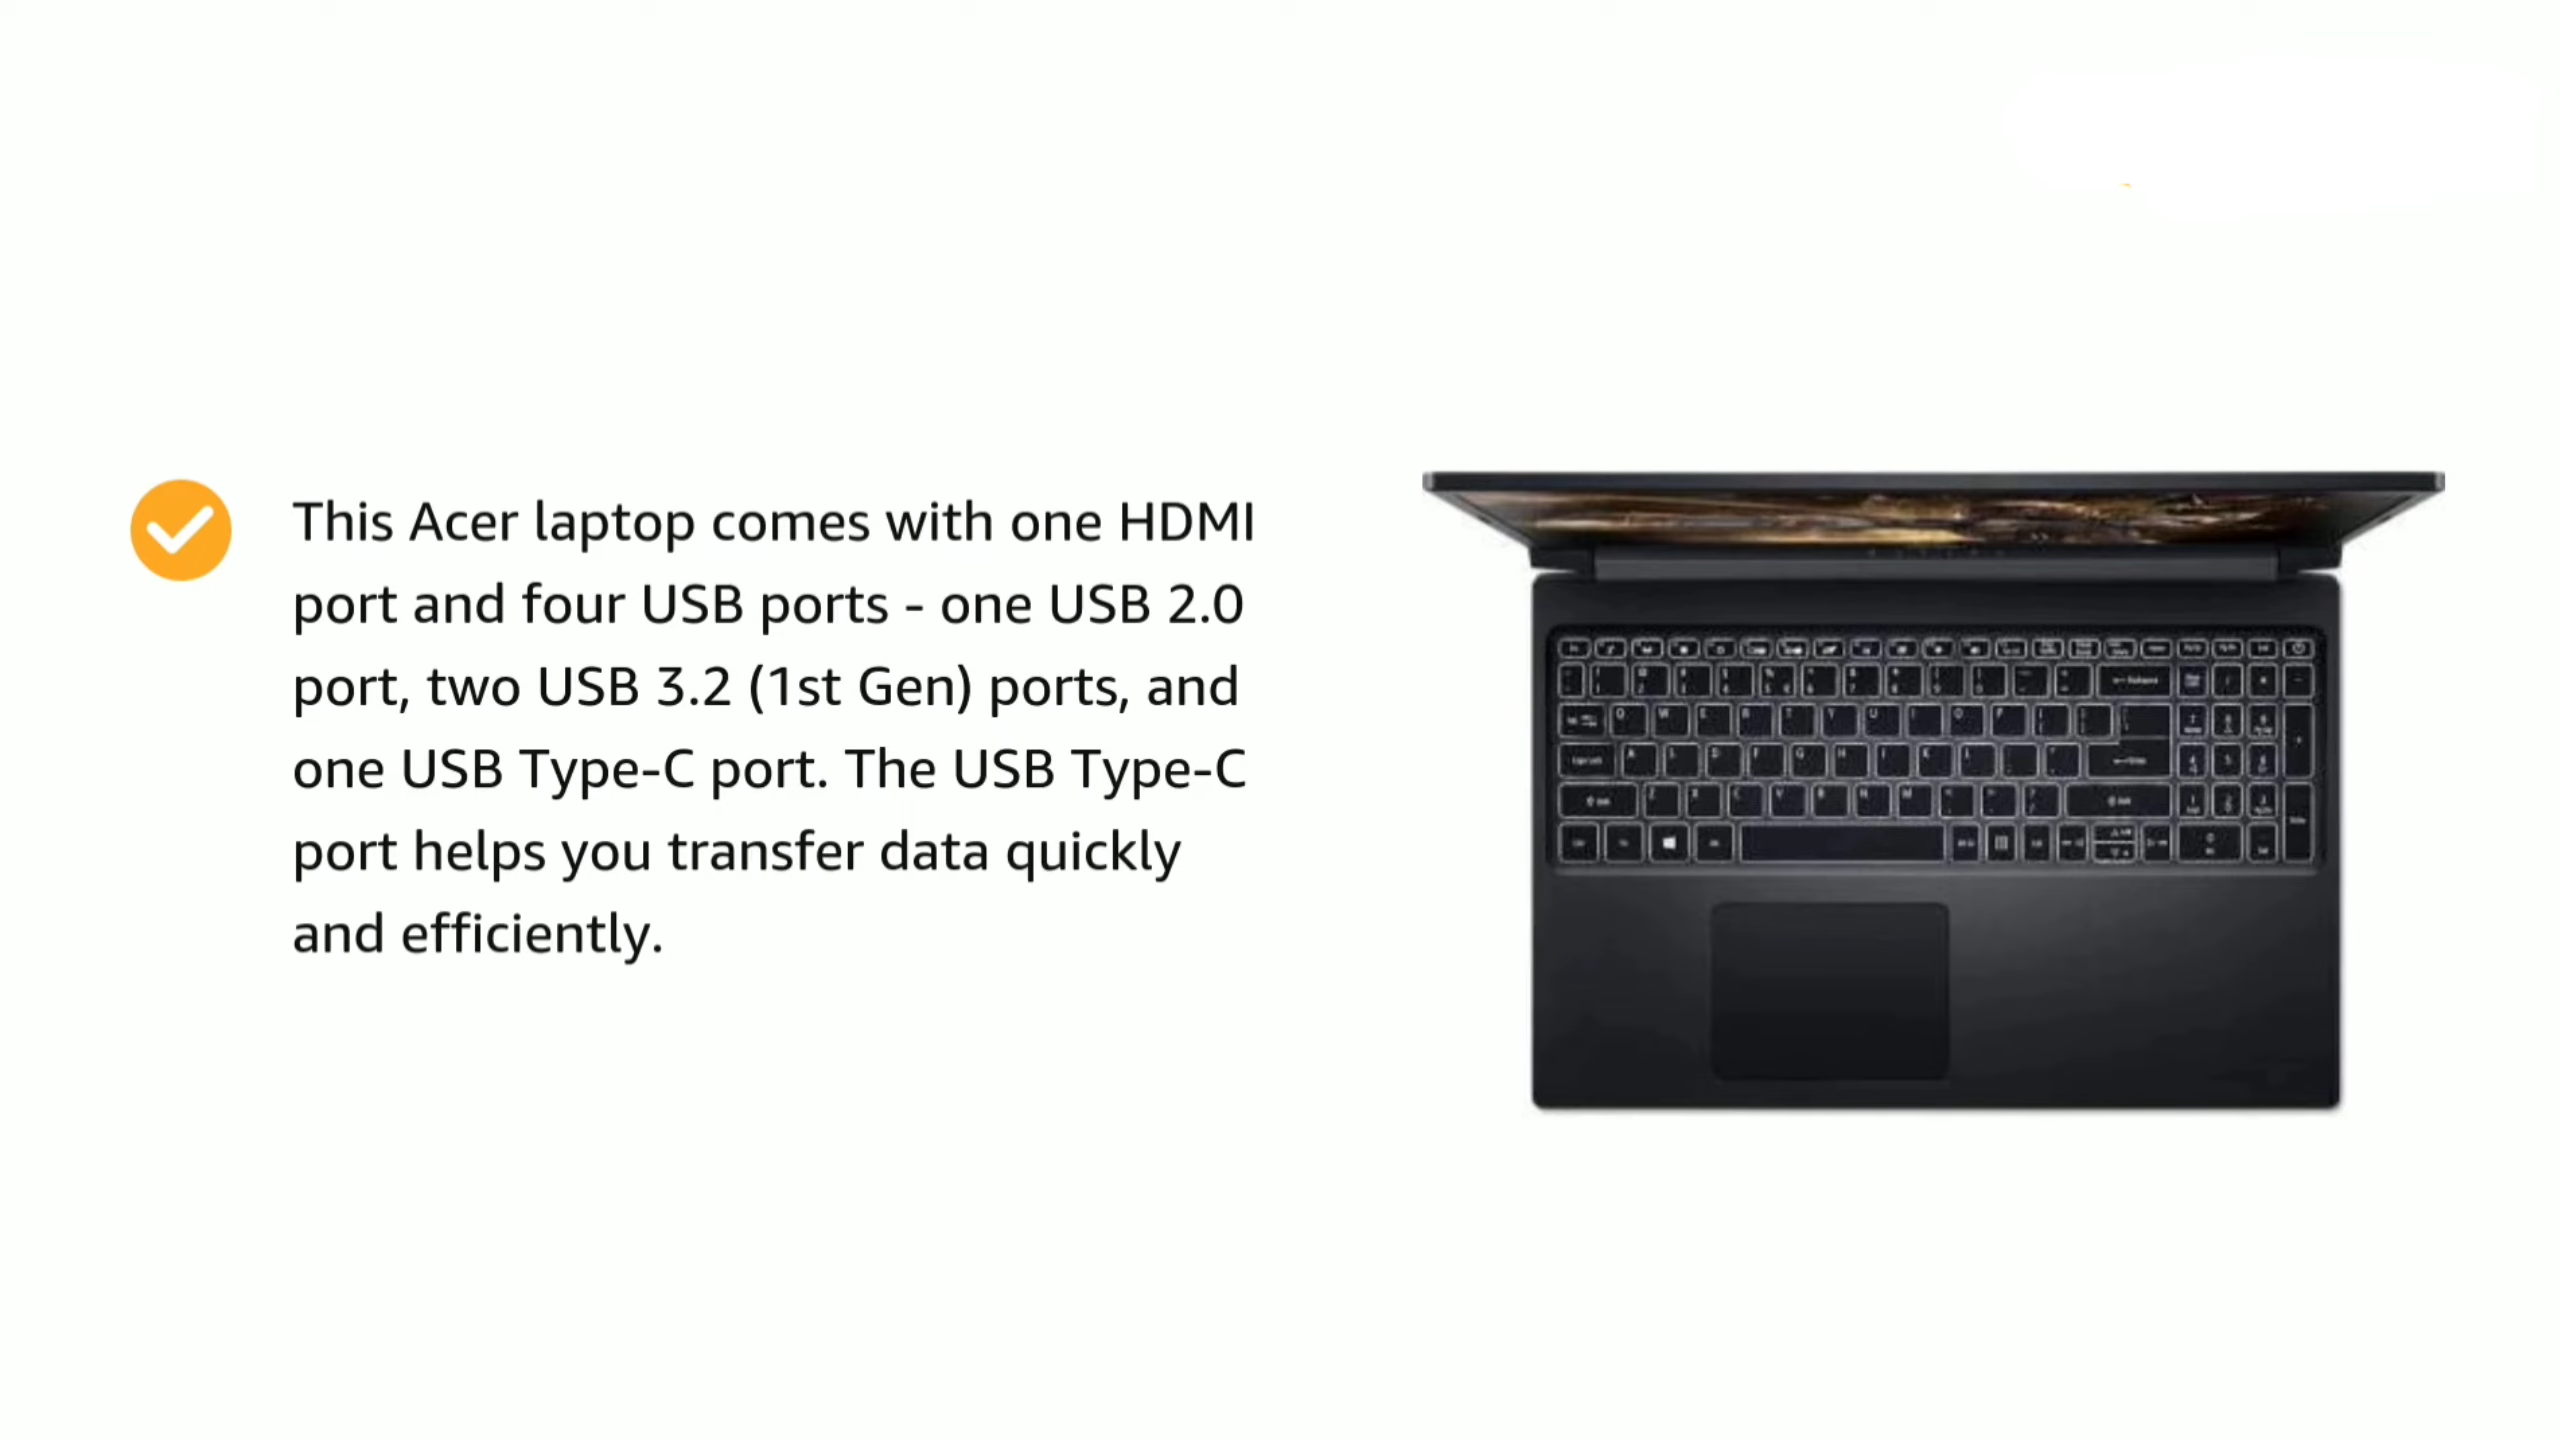 This Acer laptop comes with one HDMI
port and four USB ports - one USB 2.0
port, two USB 3.2 (1st Gen) ports, and
one USB Type-C port. The USB Type-C
port helps you transfer data quickly
and efficiently.